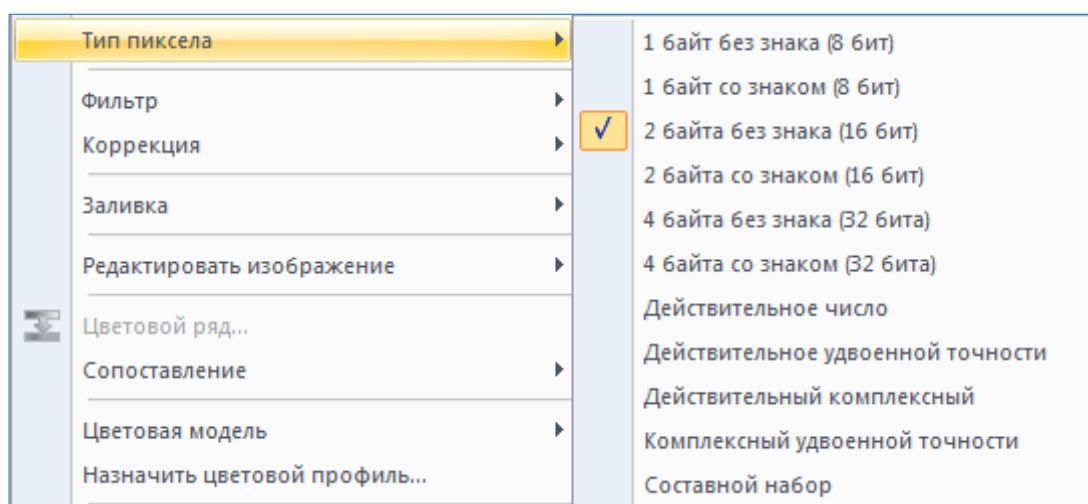 Тип пиксела
Фильтр
Коррекция
Заливка
Редактировать изображение
Цветовой ряд...
Сопоставление
Цветовая модель
Назначить цветовой профиль...
1 байт без знака (8 бит)
1 байт со знаком (8 бит)
2 байта без знака (16 бит)
2 байта со знаком (16 бит)
4 байта без знака (32 бита)
4 байта со знаком (32 бита)
Действительное число
Действительное удвоенной точности
Действительный комплексный
Комплексный удвоенной точности
Составной набор